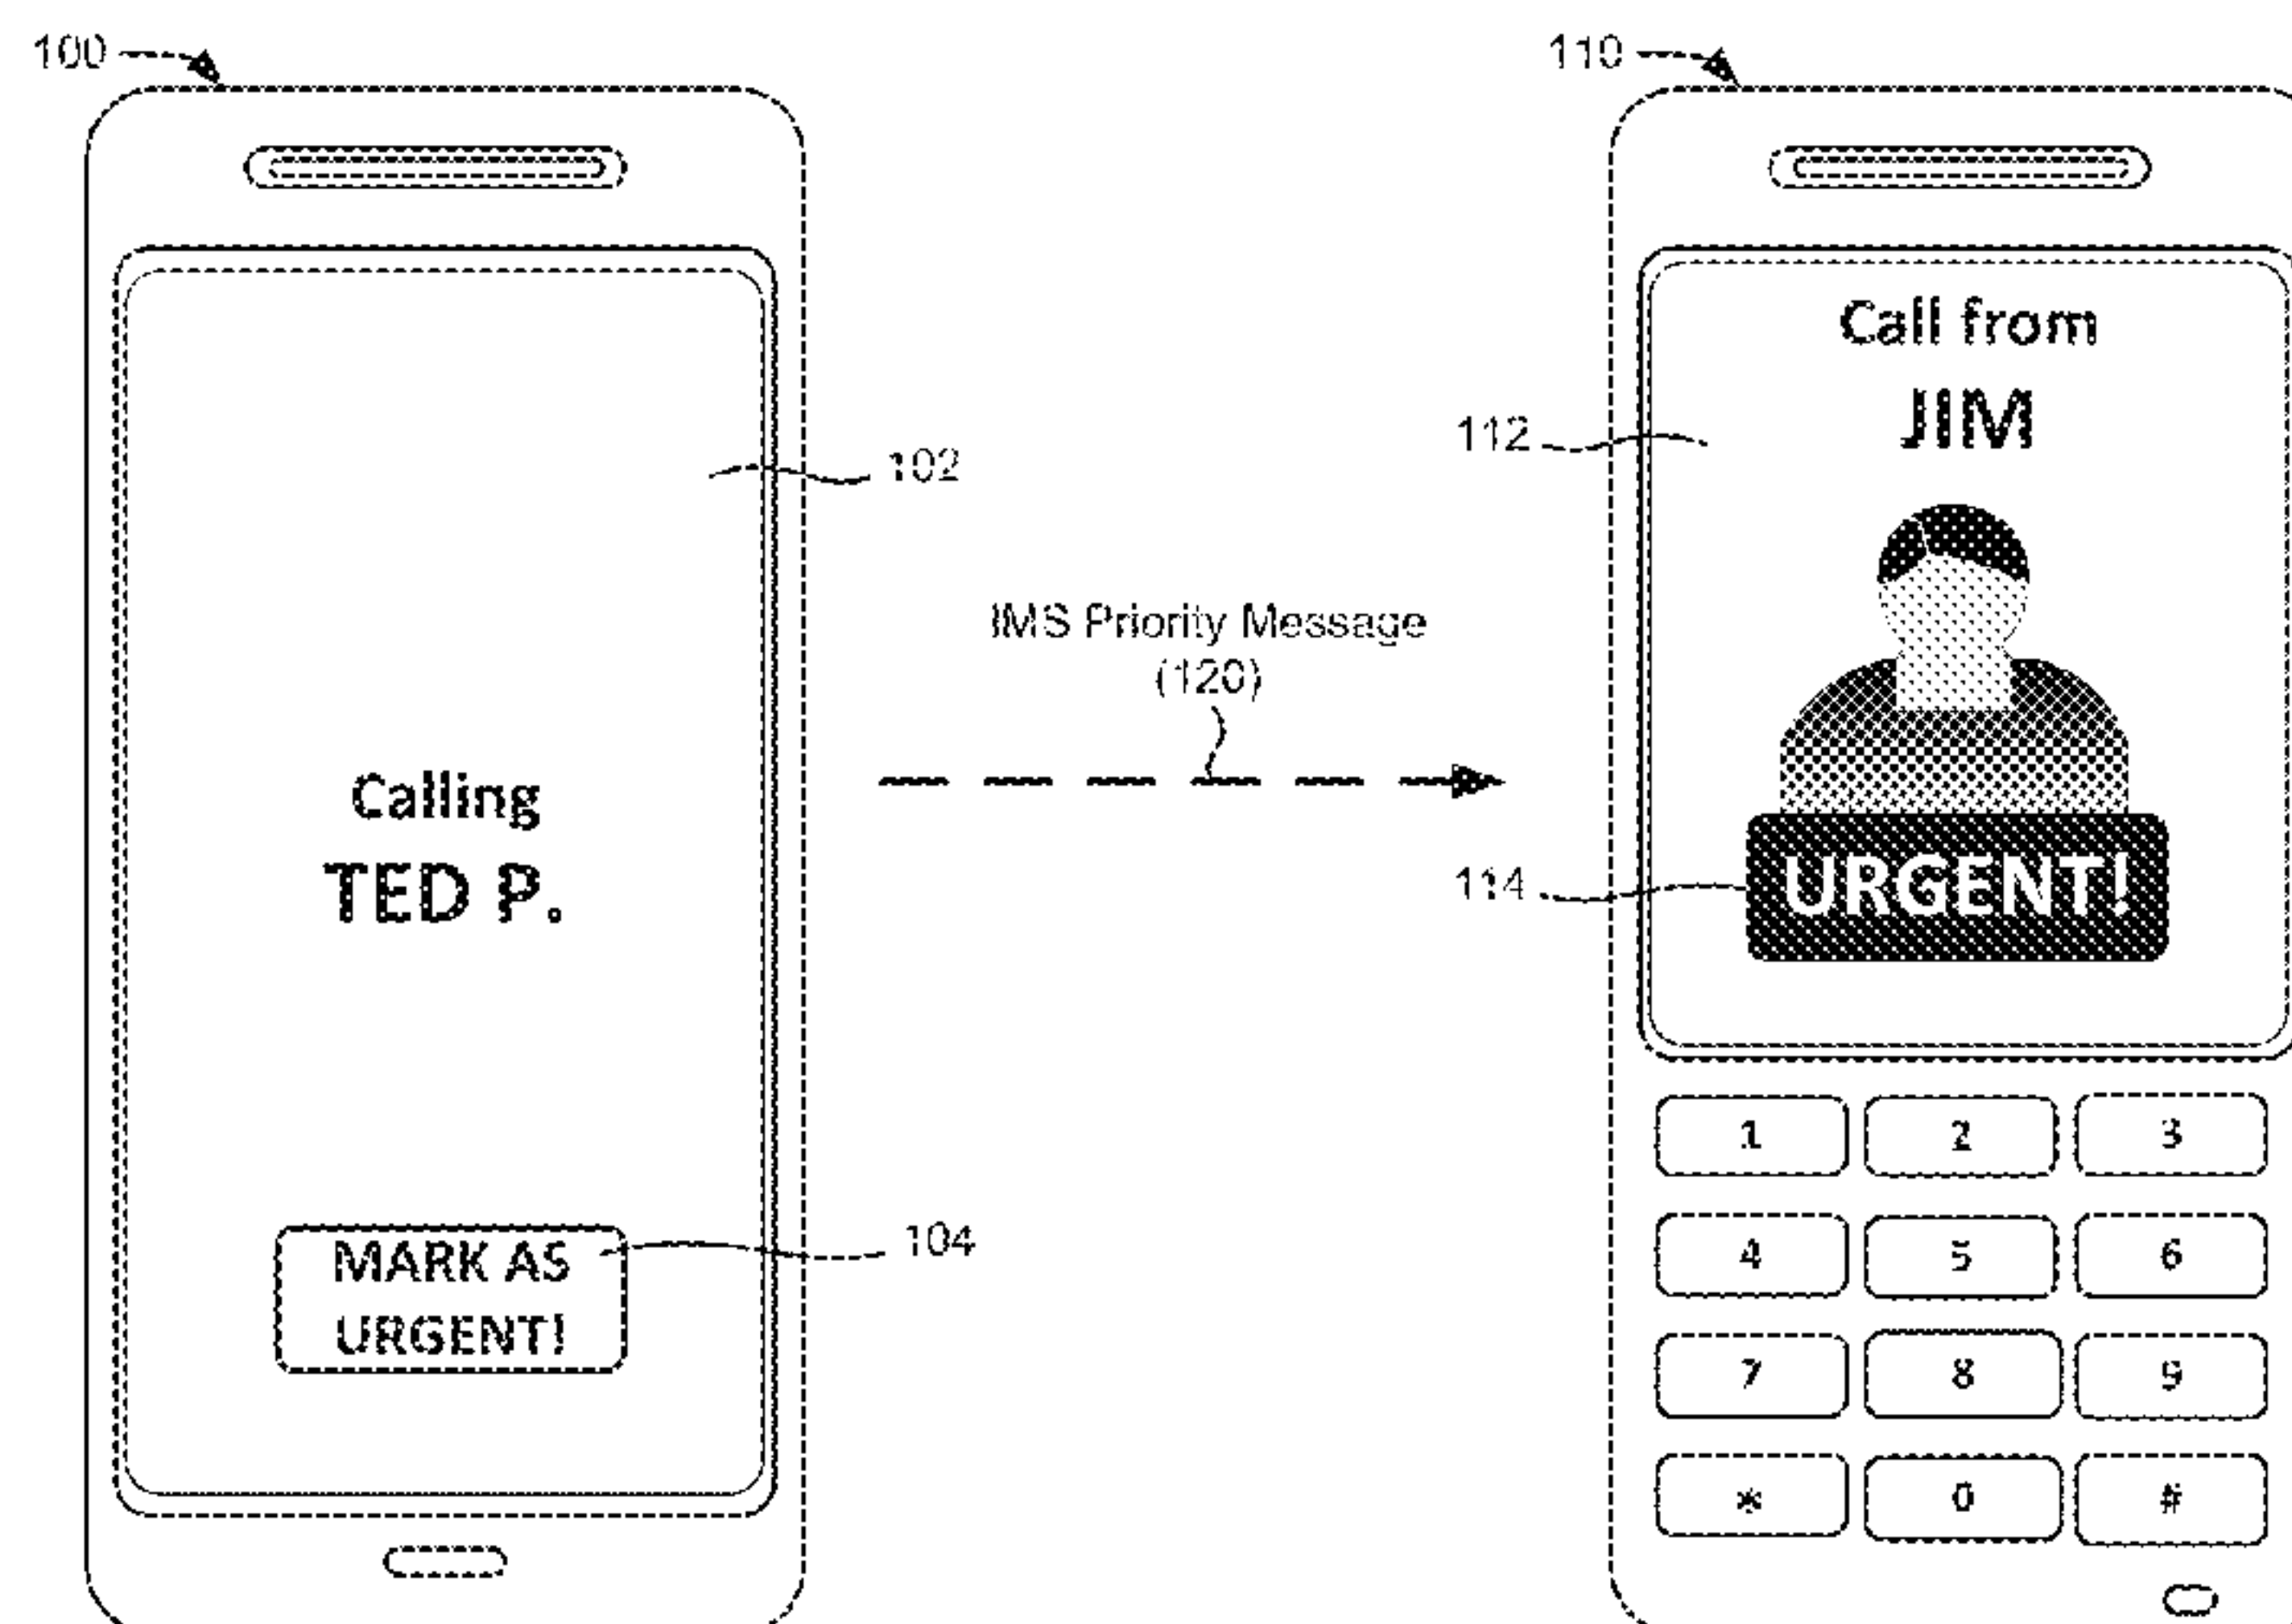 100
110
Call from
JIM
112
102
IMS Priority Message
(120)
Calling
TED P.
URGENT!
114
1 2 3
MARK AS
URGENT!
104
4 5 6
7 8 9
* 0 #